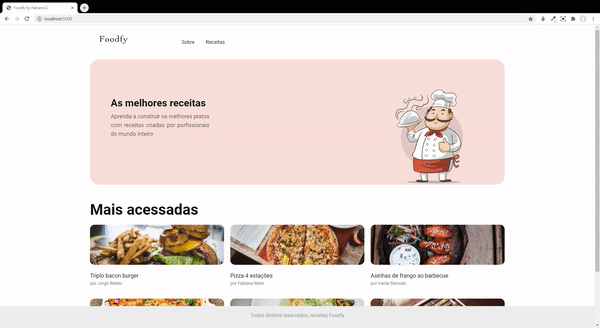 Foodfy by Fabiano12
localhost:5000
Foodfy
Sobre
Receitas
As melhores receitas
Aprenda a construir os melhores pratos
com receitas criadas por porfissionais
do mundo inteiro
Mais acessadas
Triplo bacon burger
Pizza 4 estações
Asinhas de frango ao barbecue
por Jorge Relato
por Fabiana Melo
por Vania Steroski
Todos direitos reservados, receitas Foodfy